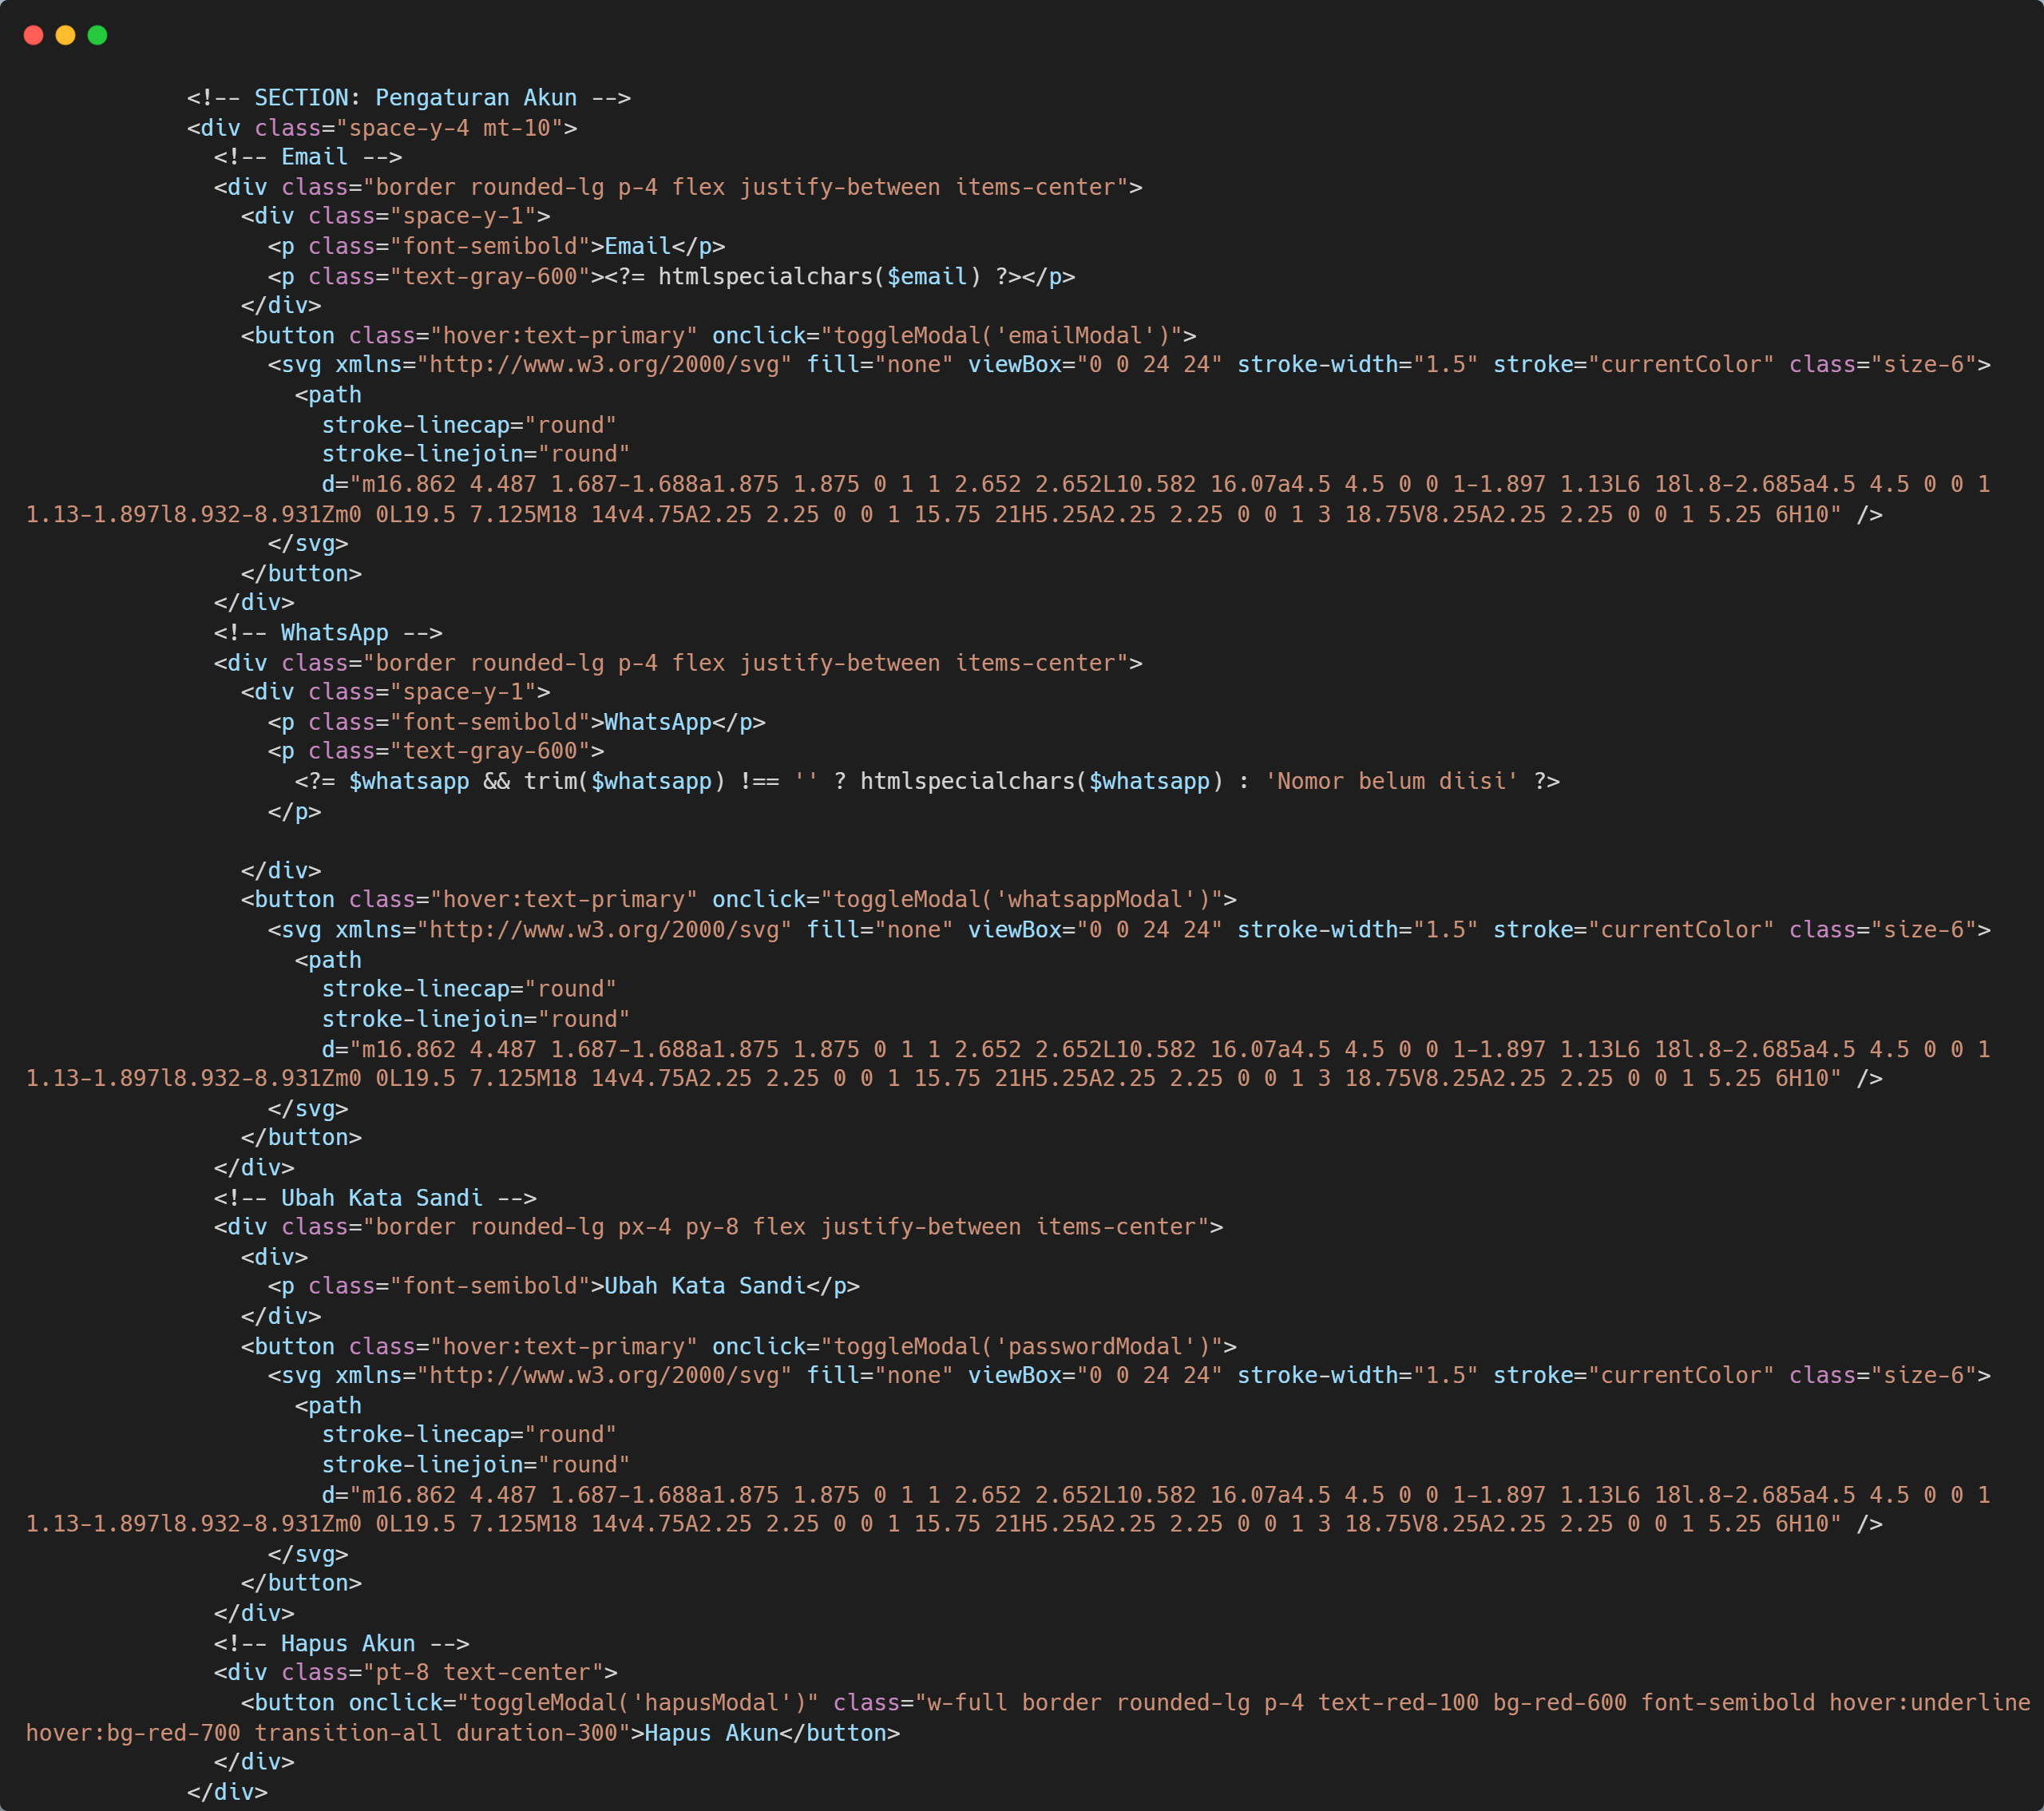 <!-- SECTION: Pengaturan Akun -->
<div class="space-y-4 mt-10">
<!-- Email -->
<div class="border rounded-lg p-4 flex justify-between items-center">
<div class="space-y-1">
<p class="font-semibold">Email</p>
<p class="text-gray-600"><?= htmlspecialchars($email) ?></p>
</div>
<button class="hover:text-primary" onclick="toggleModal('emailModal')">
<svg xmlns="http://www.w3.org/2000/svg" fill="none" viewBox="0 0 24 24" stroke-width="1.5" stroke="currentColor" class="size-6">
<path
stroke-linecap="round"
stroke-linejoin="round"
d="m16.862 4.487 1.687-1.688a1.875 1.875 0 1 1 2.652 2.652L10.582 16.07a4.5 4.5 0 0 1-1.897 1.13L6 18l.8-2.685a4.5 4.5 0 0 1
1.13-1.897l8.932-8.931Zm0 0L19.5 7.125M18 14v4.75A2.25 2.25 0 0 1 15.75 21H5.25A2.25 2.25 0 0 1 3 18.75V8.25A2.25 2.25 0 0 1 5.25 6H10" />
</svg>
</button>
</div>
<!-- WhatsApp -->
<div class="border rounded-lg p-4 flex justify-between items-center">
<div class="space-y-1">
<p class="font-semibold">WhatsApp</p>
<p class="text-gray-600">
<?= $whatsapp && trim($whatsapp) !== '' ? htmlspecialchars($whatsapp) : 'Nomor belum diisi' ?>
</p>
</div>
<button class="hover:text-primary" onclick="toggleModal('whatsappModal')">
<svg xmlns="http://www.w3.org/2000/svg" fill="none" viewBox="0 0 24 24" stroke-width="1.5" stroke="currentColor" class="size-6">
<path
stroke-linecap="round"
stroke-linejoin="round"
d="m16.862 4.487 1.687-1.688a1.875 1.875 0 1 1 2.652 2.652L10.582 16.07a4.5 4.5 0 0 1-1.897 1.13L6 18l.8-2.685a4.5 4.5 0 0 1
1.13-1.897l8.932-8.931Zm0 0L19.5 7.125M18 14v4.75A2.25 2.25 0 0 1 15.75 21H5.25A2.25 2.25 0 0 1 3 18.75V8.25A2.25 2.25 0 0 1 5.25 6H10" />
</svg>
</button>
</div>
<!-- Ubah Kata Sandi -->
<div class="border rounded-lg px-4 py-8 flex justify-between items-center">
<div>
<p class="font-semibold">Ubah Kata Sandi</p>
</div>
<button class="hover:text-primary" onclick="toggleModal('passwordModal')">
<svg xmlns="http://www.w3.org/2000/svg" fill="none" viewBox="0 0 24 24" stroke-width="1.5" stroke="currentColor" class="size-6">
<path
stroke-linecap="round"
stroke-linejoin="round"
d="m16.862 4.487 1.687-1.688a1.875 1.875 0 1 1 2.652 2.652L10.582 16.07a4.5 4.5 0 0 1-1.897 1.13L6 18l.8-2.685a4.5 4.5 0 0 1
1.13-1.897l8.932-8.931Zm0 0L19.5 7.125M18 14v4.75A2.25 2.25 0 0 1 15.75 21H5.25A2.25 2.25 0 0 1 3 18.75V8.25A2.25 2.25 0 0 1 5.25 6H10" />
</svg>
</button>
</div>
<!-- Hapus Akun -->
<div class="pt-8 text-center">
<button onclick="toggleModal('hapusModal')" class="w-full border rounded-lg p-4 text-red-100 bg-red-600 font-semibold hover:underline
hover:bg-red-700 transition-all duration-300">Hapus Akun</button>
</div>
</div>